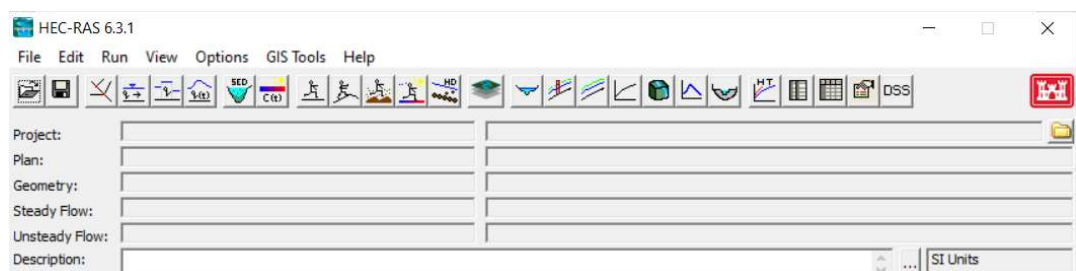 HEC-RAS 6.3.1
File Edit Run View Options GIS Tools Help
SED C(t) HD HT DSS
Project:
Plan:
Geometry:
Steady Flow:
Unsteady Flow:
Description: ... SI Units